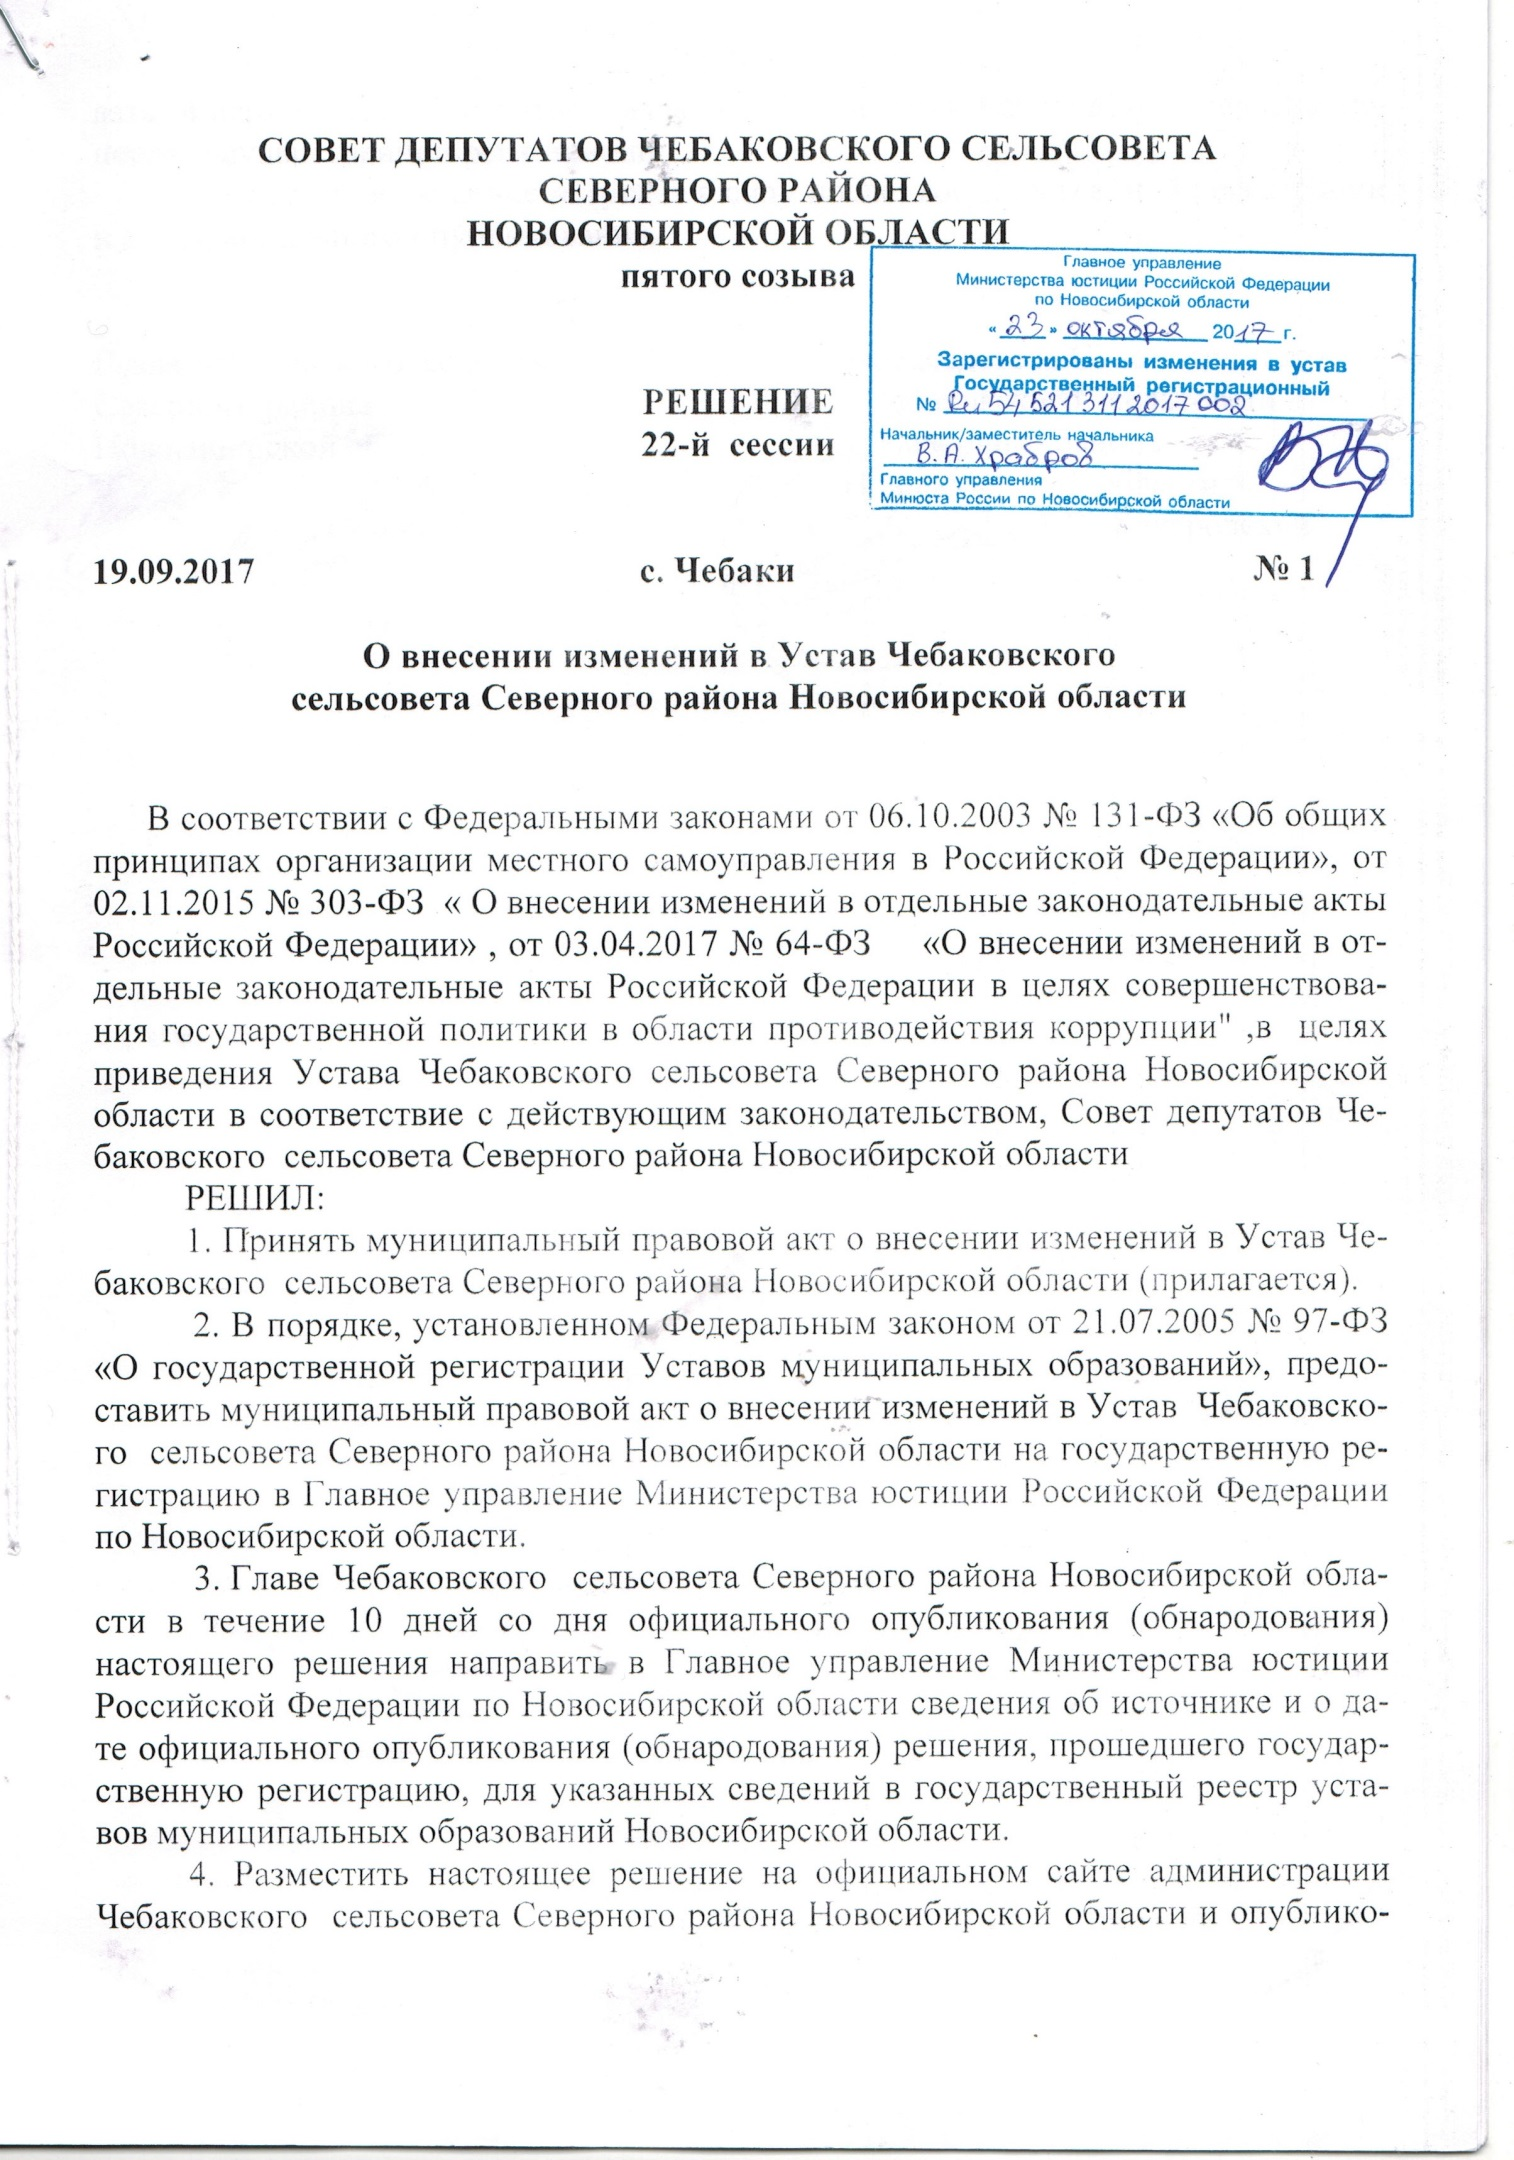 СОВЕТ ДЕПУТАТОВ ЧЕБАКОВСКОГО СЕЛЬСОВЕТА
СЕВЕРНОГО РАЙОНА
НОВОСИБИРСКОЙ ОБЛАСТИ
пятого созыва
Главное управление
Министерства юстиции Российской Федерации
по Новосибирской области
«23» октября 2017 г.
Зарегистрированы изменения в устав
Государственный регистрационный
№ Ru 54 521 311 2017 002
Начальник/заместитель начальника
В. А. Храбров
Главного управления
Минюста России по Новосибирской области
РЕШЕНИЕ
22-й сессии
19.09.2017 с. Чебаки № 1
О внесении изменений в Устав Чебаковского
сельсовета Северного района Новосибирской области
В соответствии с Федеральными законами от 06.10.2003 № 131-ФЗ «Об общих
принципах организации местного самоуправления в Российской Федерации», от
02.11.2015 № 303-ФЗ « О внесении изменений в отдельные законодательные акты
Российской Федерации» , от 03.04.2017 № 64-ФЗ «О внесении изменений в от-
дельные законодательные акты Российской Федерации в целях совершенствова-
ния государственной политики в области противодействия коррупции" ,в целях
приведения Устава Чебаковского сельсовета Северного района Новосибирской
области в соответствие с действующим законодательством, Совет депутатов Че-
баковского сельсовета Северного района Новосибирской области
РЕШИЛ:
1. Принять муниципальный правовой акт о внесении изменений в Устав Че-
баковского сельсовета Северного района Новосибирской области (прилагается).
2. В порядке, установленном Федеральным законом от 21.07.2005 № 97-ФЗ
«О государственной регистрации Уставов муниципальных образований», предо-
ставить муниципальный правовой акт о внесении изменений в Устав Чебаковско-
го сельсовета Северного района Новосибирской области на государственную ре-
гистрацию в Главное управление Министерства юстиции Российской Федерации
по Новосибирской области.
3. Главе Чебаковского сельсовета Северного района Новосибирской обла-
сти в течение 10 дней со дня официального опубликования (обнародования)
настоящего решения направить в Главное управление Министерства юстиции
Российской Федерации по Новосибирской области сведения об источнике и о да-
те официального опубликования (обнародования) решения, прошедшего государ-
ственную регистрацию, для указанных сведений в государственный реестр уста-
вов муниципальных образований Новосибирской области.
4. Разместить настоящее решение на официальном сайте администрации
Чебаковского сельсовета Северного района Новосибирской области и опублико-